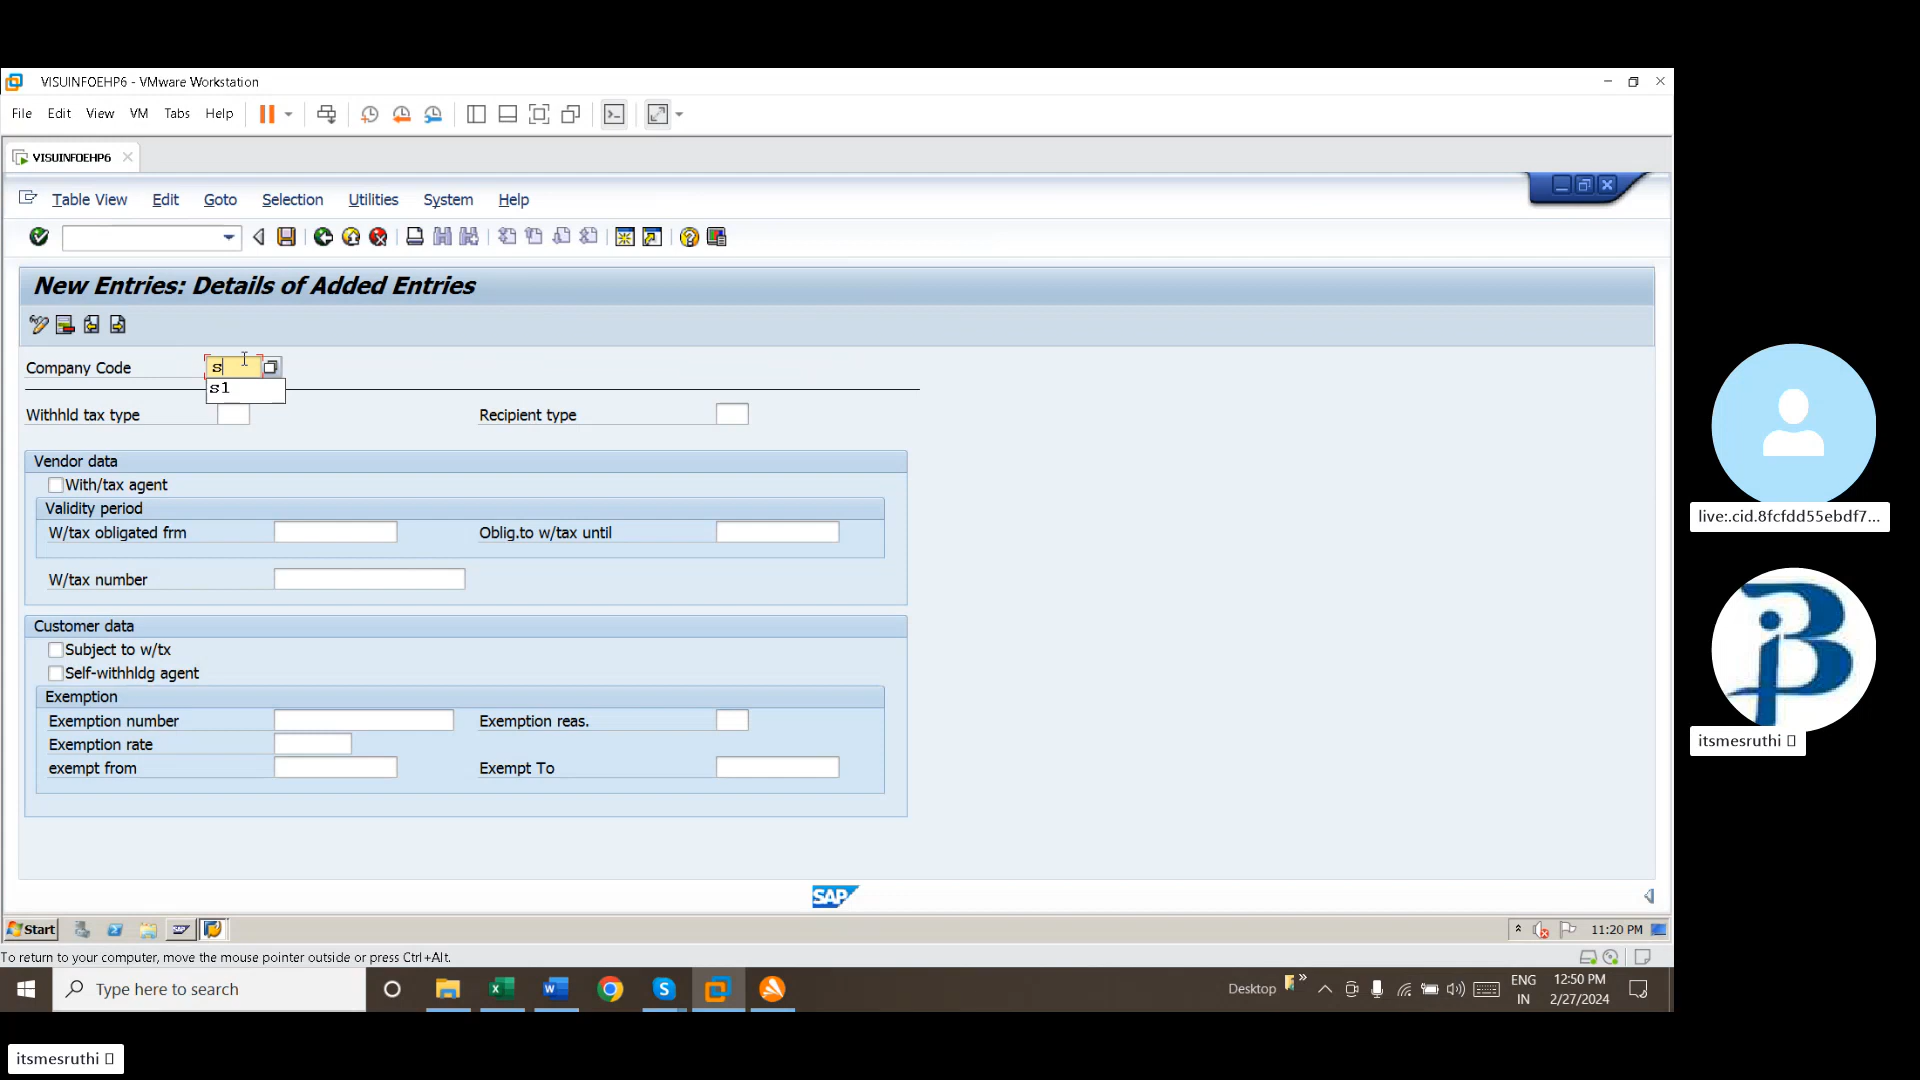 VISUINFOEHP6 - VMware Workstation
File Edit View VM Tabs Help
VISUINFOEHP6
Table View Edit Goto Selection Utilities System Help
New Entries: Details of Added Entries
Company Code s
s1
Withhld tax type Recipient type
Vendor data
With/tax agent
Validity period
W/tax obligated frm Oblig.to w/tax until
W/tax number
Customer data
Subject to w/tx
Self-withhldg agent
Exemption
Exemption number Exemption reas.
Exemption rate
exempt from Exempt To
SAP
Start 11:20 PM
To return to your computer, move the mouse pointer outside or press Ctrl+Alt.
Type here to search
Desktop
ENG
IN
12:50 PM
2/27/2024
live:.cid.8fcfdd55ebdf7...
itsmesruthi
itsmesruthi